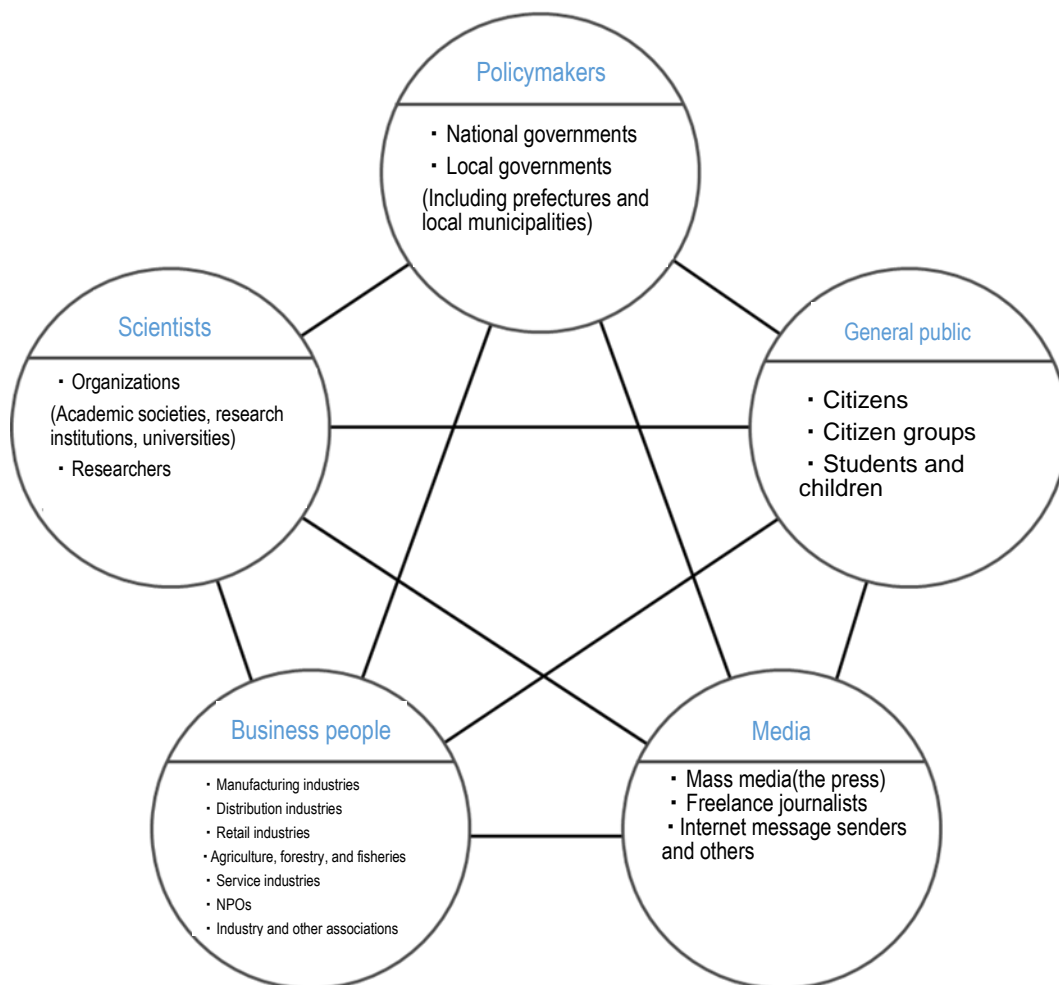 Policymakers
・National governments
・Local governments
(Including prefectures and
local municipalities)
Scientists
・Organizations
(Academic societies, research
institutions, universities)
・Researchers
General public
・Citizens
・Citizen groups
・Students and
children
Business people
・Manufacturing industries
・Distribution industries
・Retail industries
・Agriculture, forestry, and fisheries
・Service industries
・NPOs
・Industry and other associations
Media
・Mass media(the press)
・Freelance journalists
・Internet message senders
and others